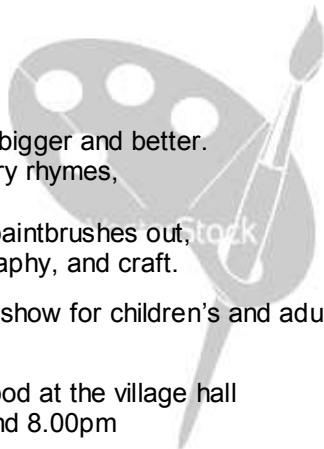 bigger and better.
ry rhymes,
paintbrushes out,
Stock
aphy, and craft.
show for children's and adu
ood at the village hall
nd 8.00pm